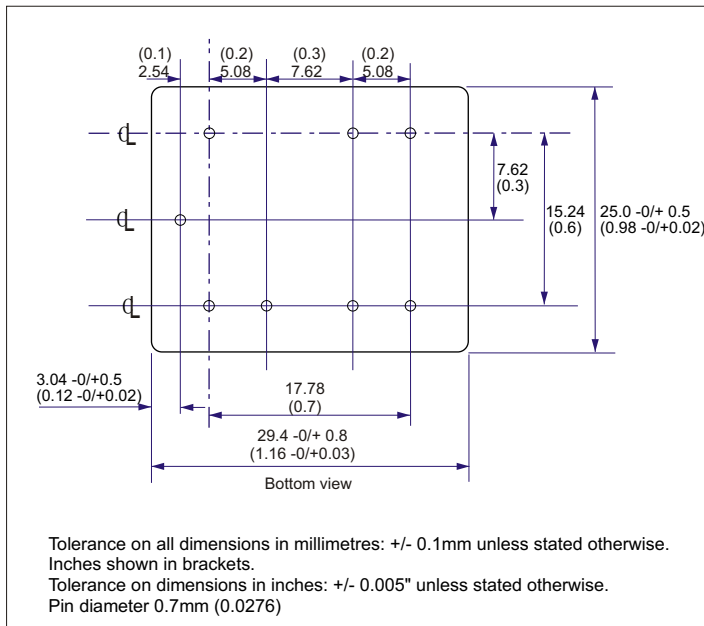 (0.1) (0.2) (0.3) (0.2)
2.54 5.08 7.62 5.08
℄
7.62
(0.3)
℄
15.24
(0.6)
25.0 -0/+ 0.5
(0.98 -0/+0.02)
℄
3.04 -0/+0.5
(0.12 -0/+0.02)
17.78
(0.7)
29.4 -0/+ 0.8
(1.16 -0/+0.03)
Bottom view
Tolerance on all dimensions in millimetres: +/- 0.1mm unless stated otherwise.
Inches shown in brackets.
Tolerance on dimensions in inches: +/- 0.005" unless stated otherwise.
Pin diameter 0.7mm (0.0276)